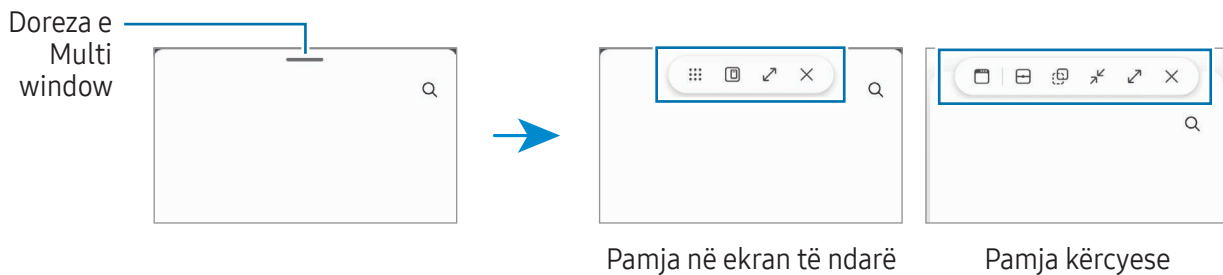 Doreza e
Multi
window
Pamja në ekran të ndarë
Pamja kërcyese